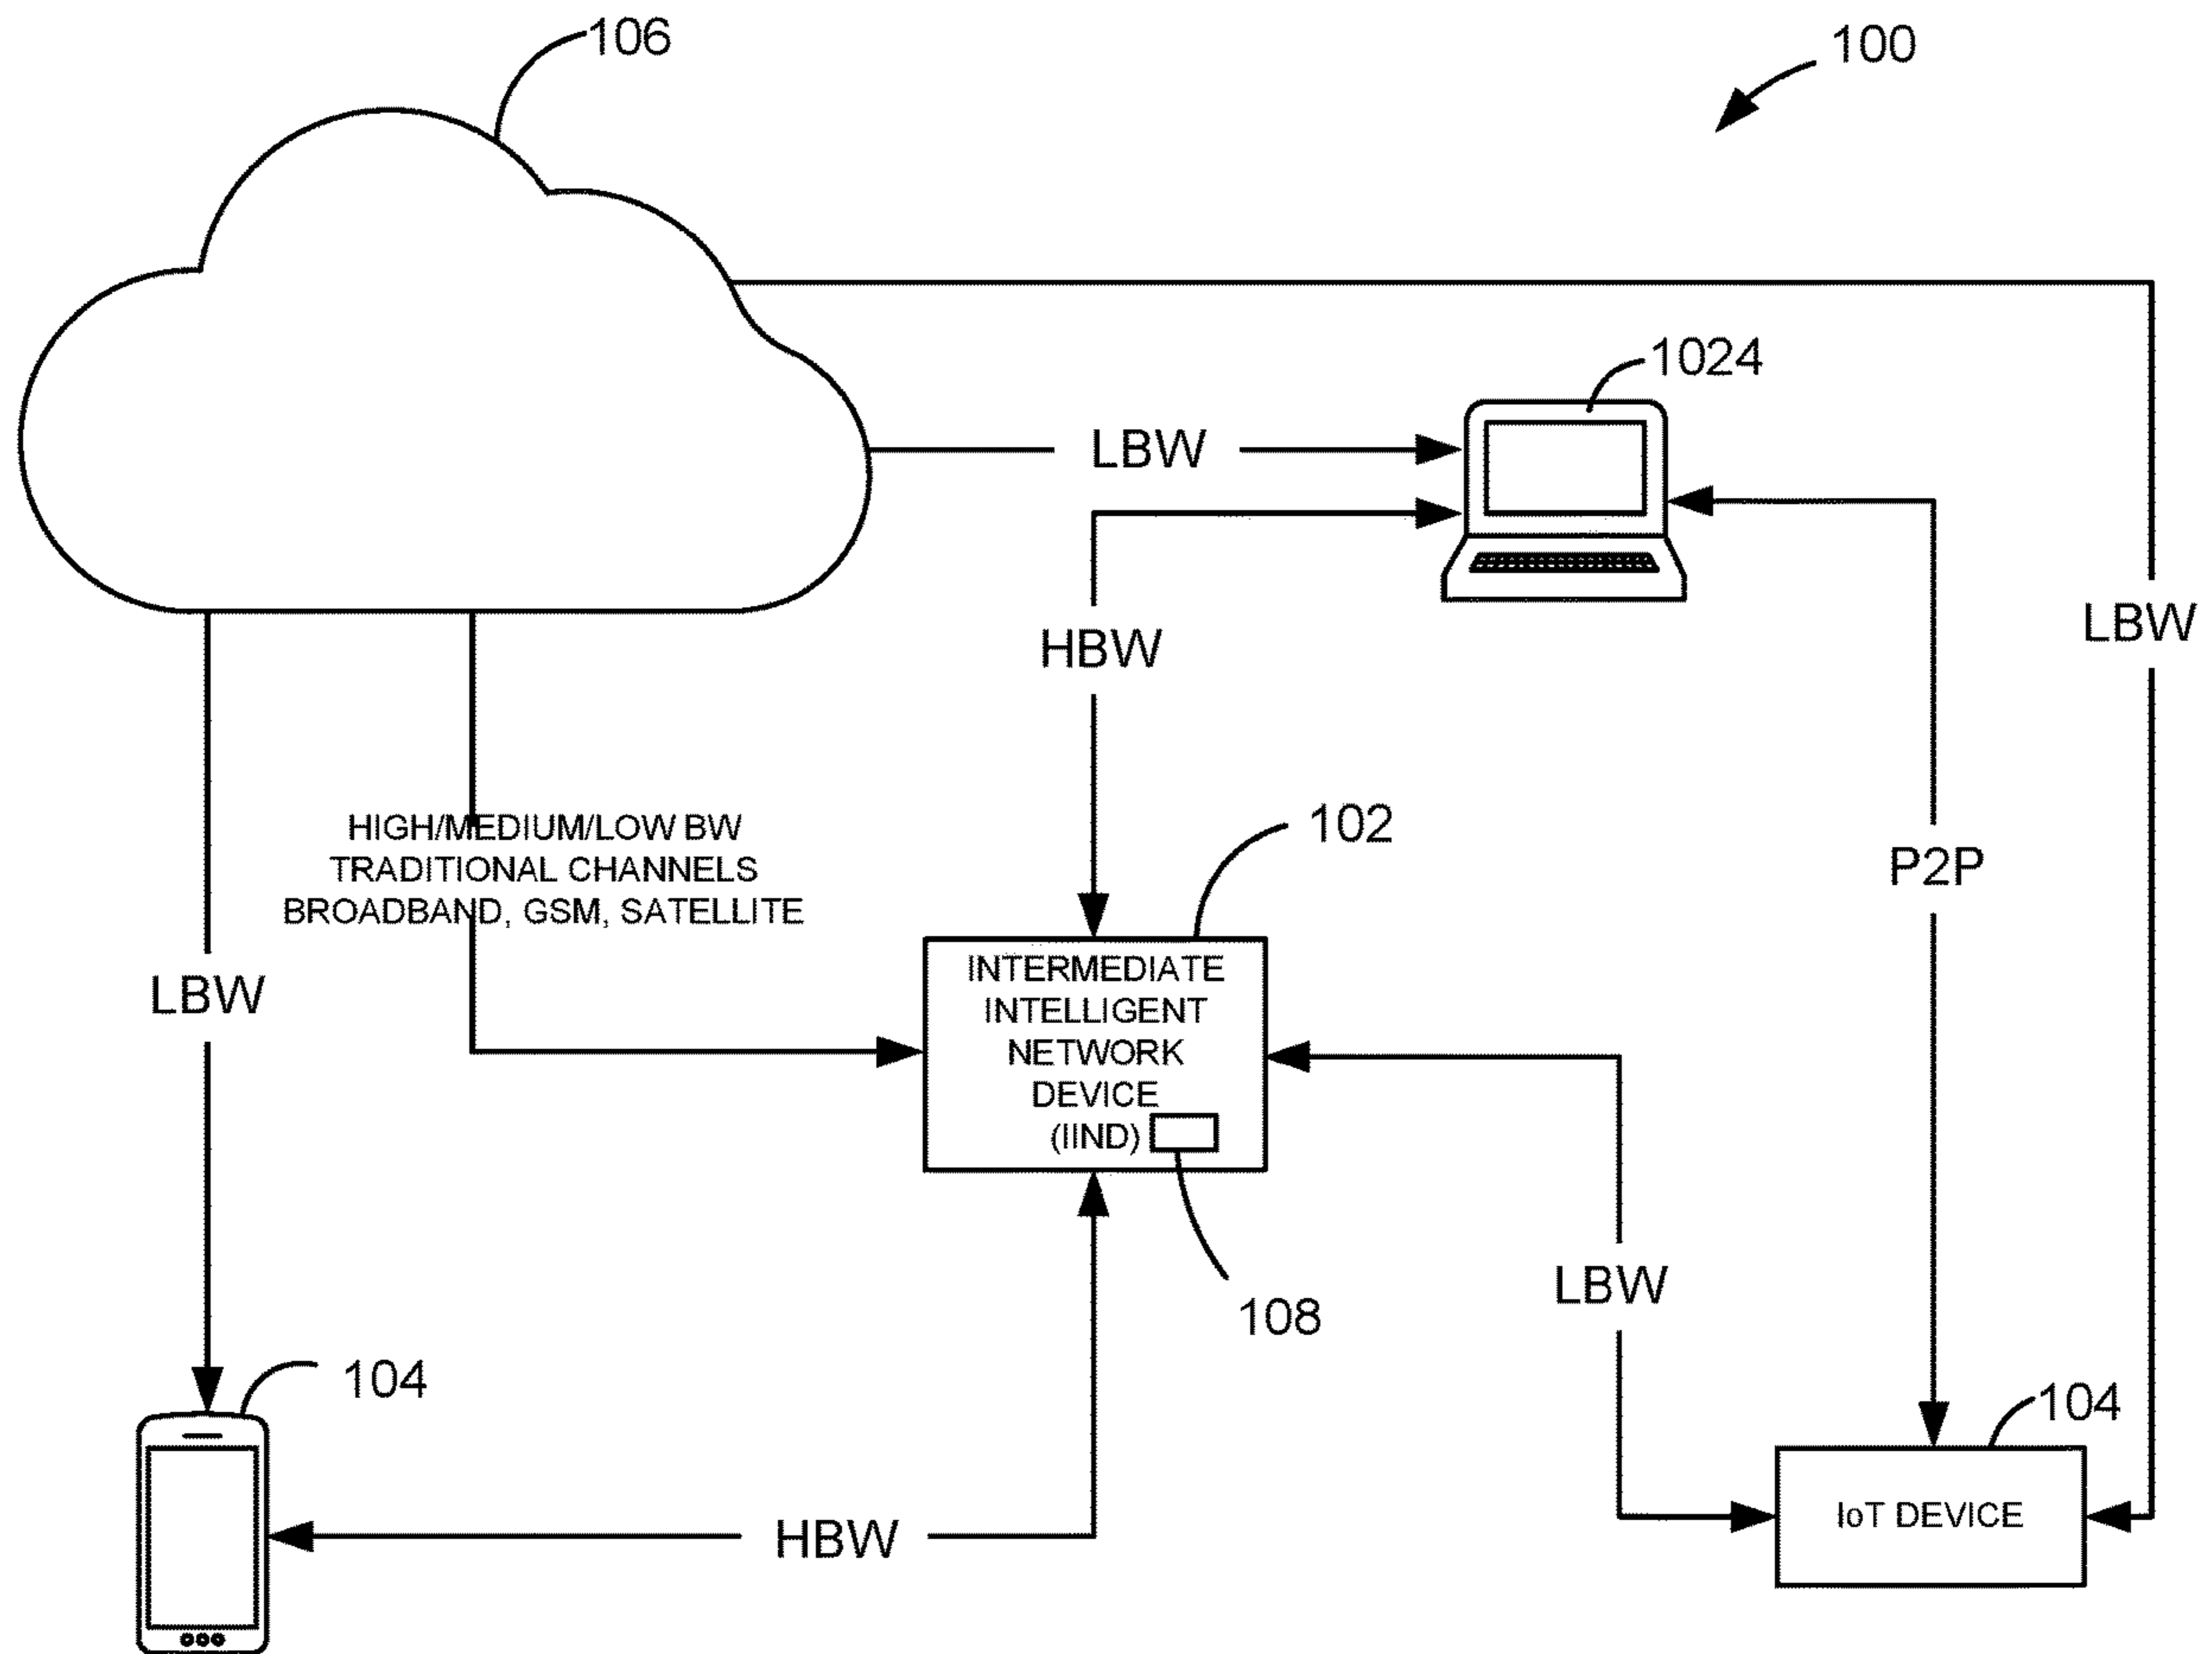 106
100
1024
LBW
HBW
LBW
HIGH/MEDIUM/LOW BW
TRADITIONAL CHANNELS
BROADBAND, GSM, SATELLITE
102
P2P
LBW
INTERMEDIATE
INTELLIGENT
NETWORK
DEVICE
(IIND)
LBW
108
104
104
HBW
IoT DEVICE